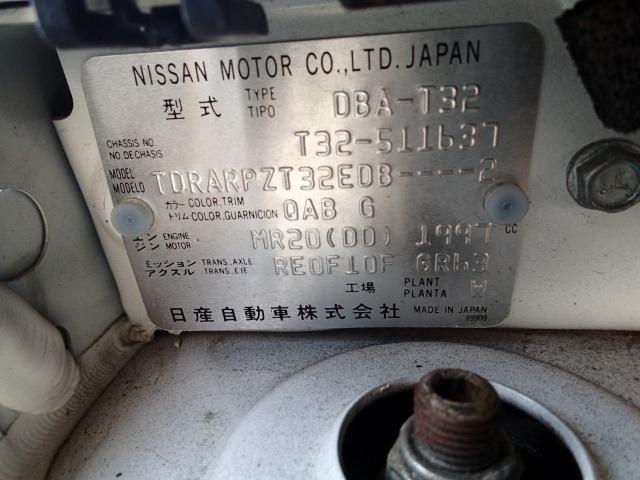 NISSAN MOTOR CO.,LTD. JAPAN
型式 TYPE TIPO DBA-T32
CHASSIS NO. NO.DE CHASIS T32-511637
MODEL MODELO TDRARPZT32EDB----2
カラー COLOR,TRIM トリム COLOR,GUARNICION QAB G
エンジン ENGINE MOTOR MR20(DD) 1997 CC
ミッション TRANS. アクスル AXLE TRANS. EJE RE0F10F GR63
工場 PLANT PLANTA W
日産自動車株式会社 MADE IN JAPAN
89909